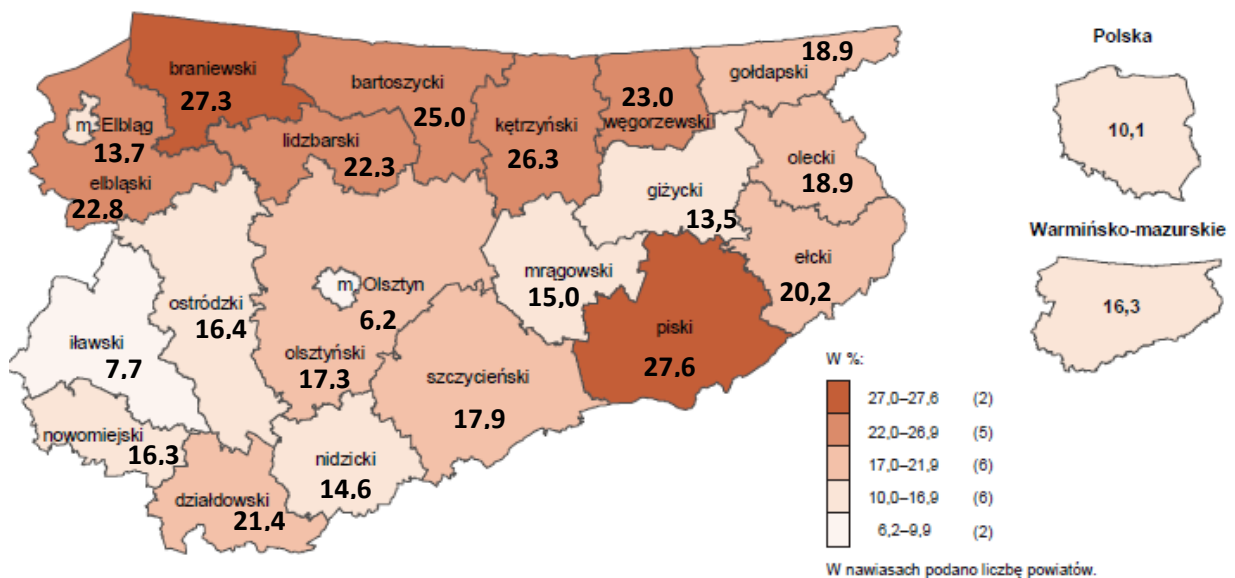 braniewski
27,3
bartoszycki
25,0
kętrzyński
26,3
23,0
węgorzewski
18,9
gołdapski
m. Elbląg
13,7
elbląski
22,8
lidzbarski
22,3
olecki
18,9
giżycki
13,5
ełcki
20,2
mrągowski
15,0
piski
27,6
ostródzki
16,4
m. Olsztyn
6,2
olsztyński
17,3
iławski
7,7
szczycieński
17,9
nowomiejski
16,3
nidzicki
14,6
działdowski
21,4
Polska
10,1
Warmińsko-mazurskie
16,3
W %:
27,0–27,6 (2)
22,0–26,9 (5)
17,0–21,9 (6)
10,0–16,9 (6)
6,2–9,9 (2)
W nawiasach podano liczbę powiatów.